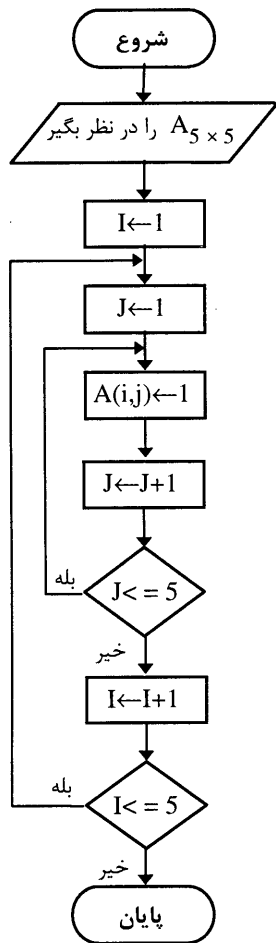 شروع
A5 × 5 را در نظر بگیر
I←1
J←1
A(i,j)←1
J←J+1
J< = 5
بله
خیر
I←I+1
I< = 5
بله
خیر
پایان